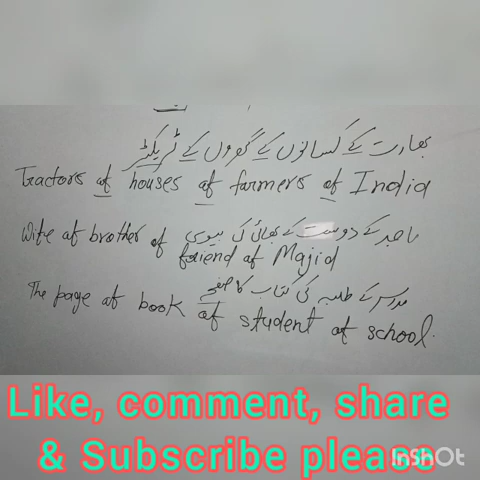 بھارت کے کسانوں کے گھروں کے ٹریکٹر
Tractors of houses of farmers of India
ماجد کے دوست کے بھائی کی بیوی
Wife of brother of friend of Majid
مدرسہ کے طلبہ کی کتاب کا صفحہ
The page of book of student of school.
Like, comment, share
& Subscribe please
InShOt